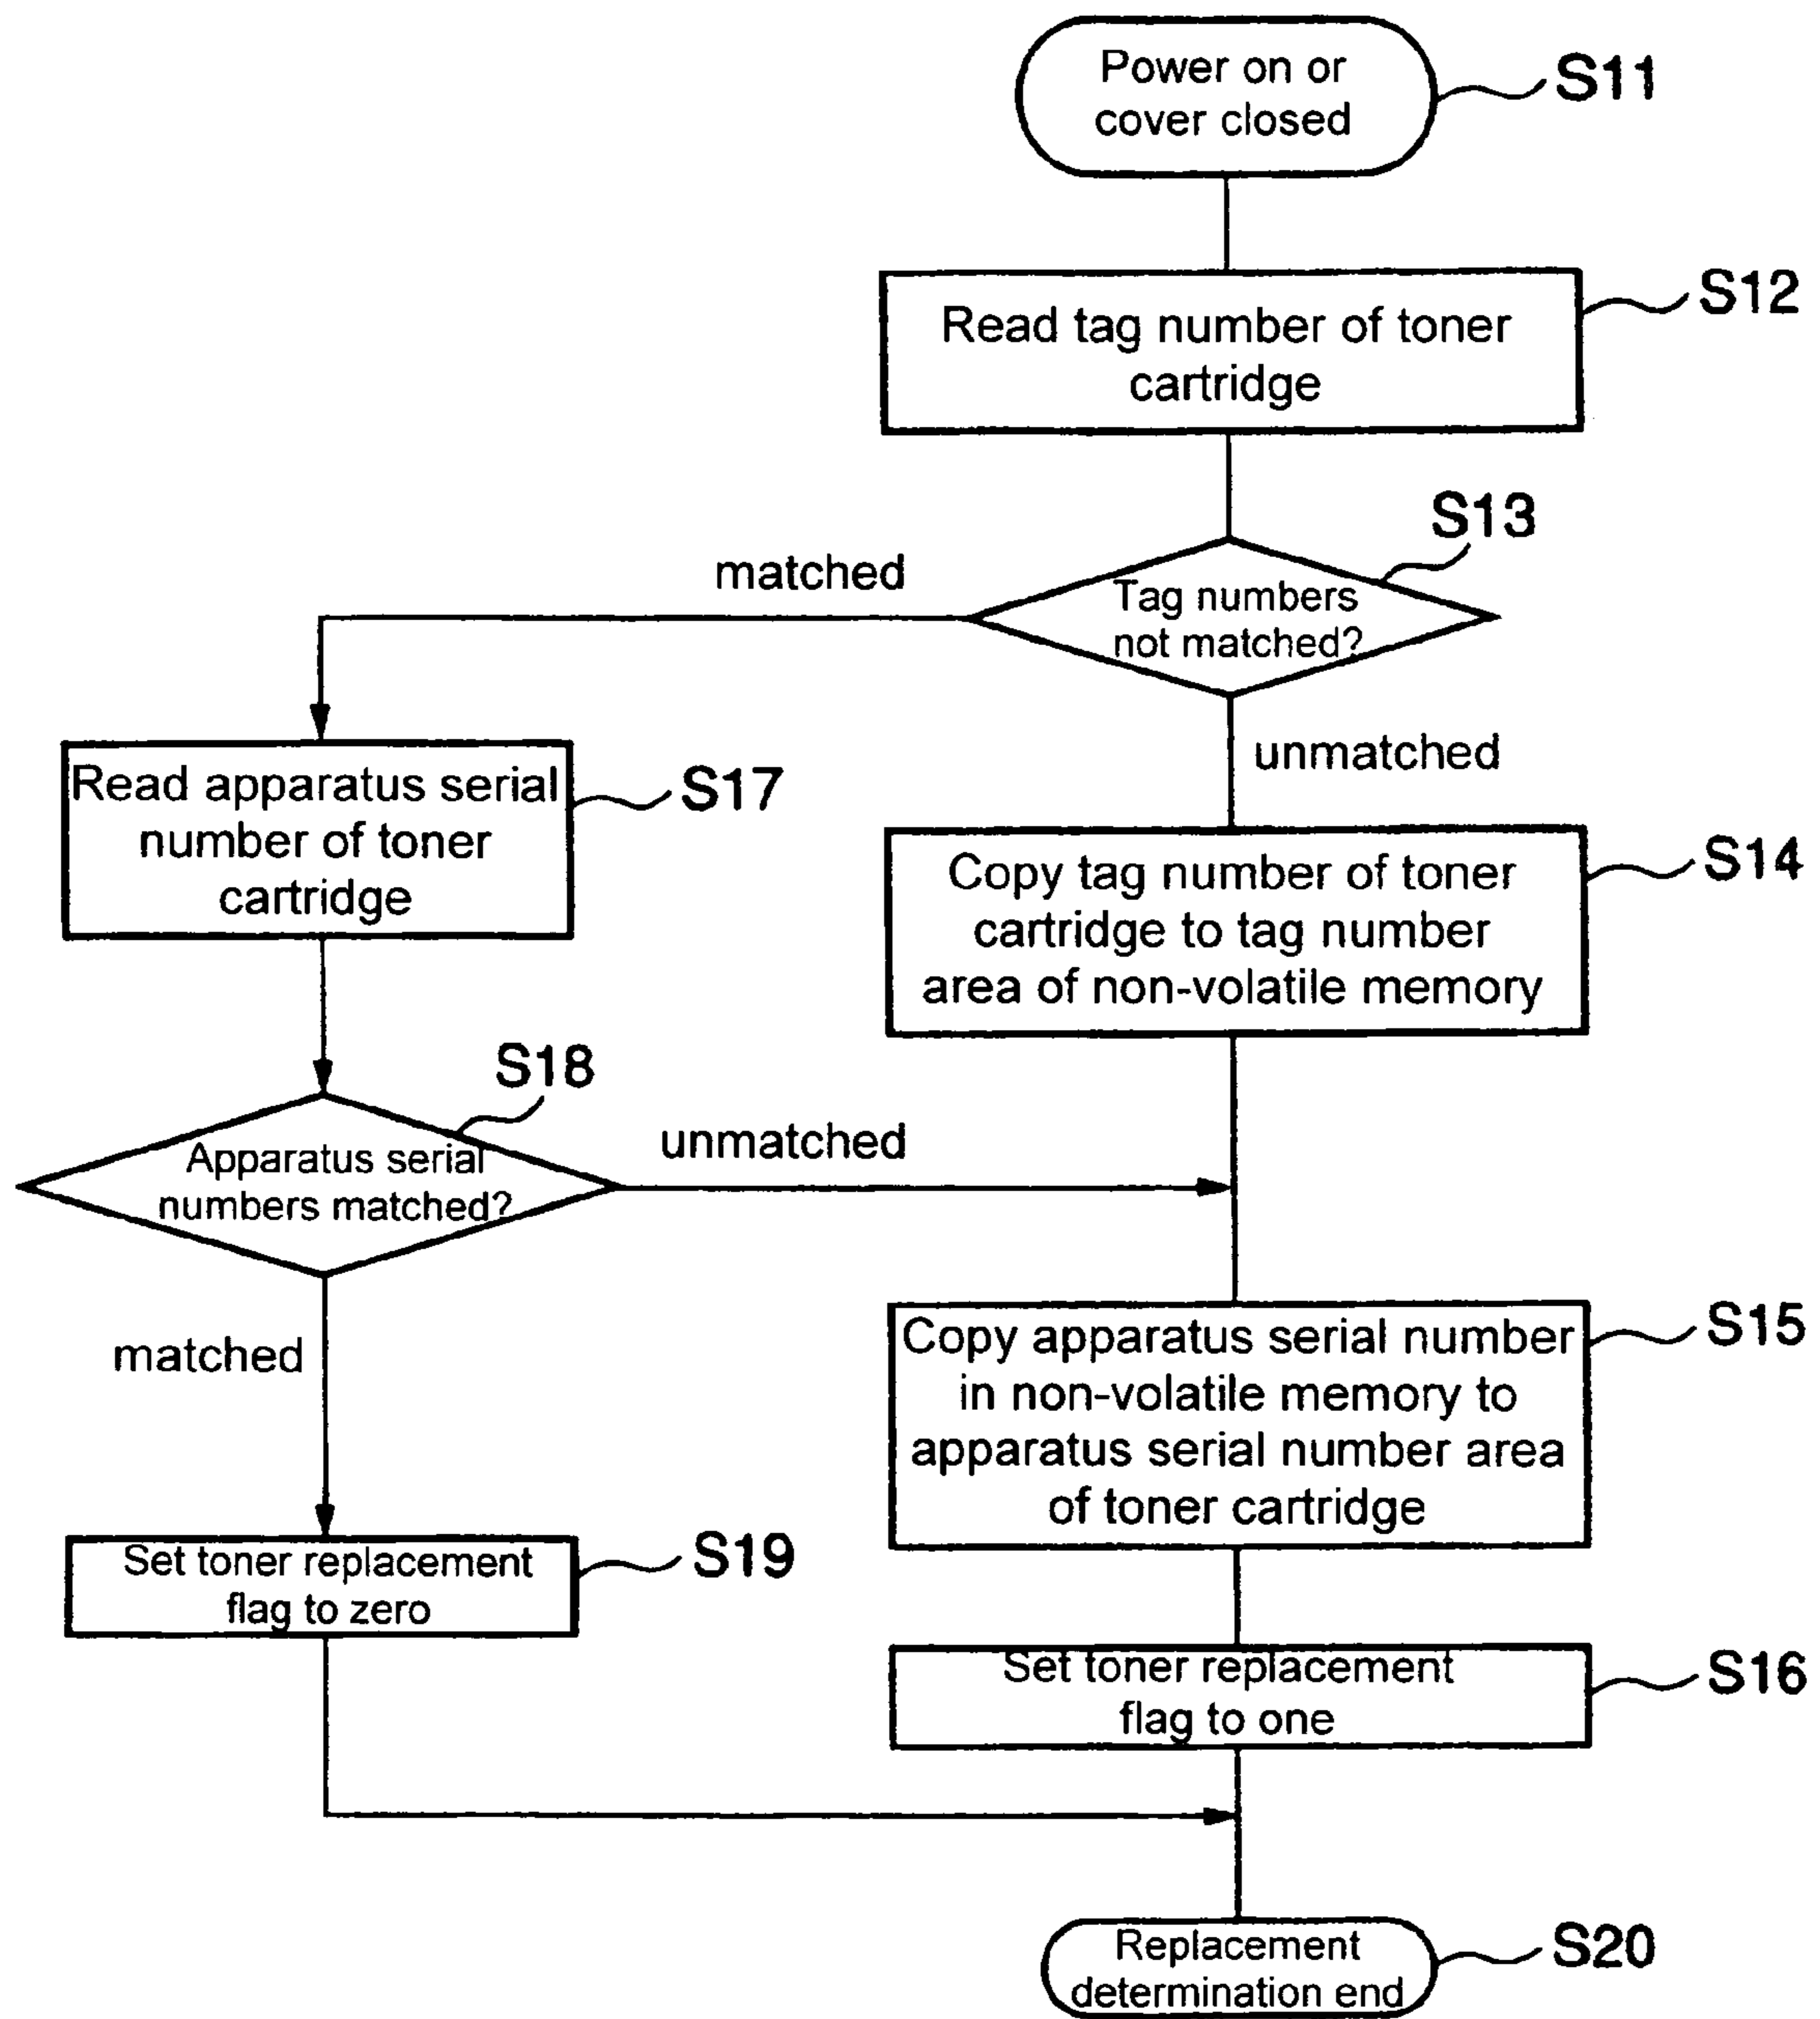 Power on or
cover closed
S11
Read tag number of toner
cartridge
S12
Tag numbers
not matched?
S13
matched
unmatched
Read apparatus serial
number of toner
cartridge
S17
Copy tag number of toner
cartridge to tag number
area of non-volatile memory
S14
Apparatus serial
numbers matched?
S18
unmatched
matched
Copy apparatus serial number
in non-volatile memory to
apparatus serial number area
of toner cartridge
S15
Set toner replacement
flag to zero
S19
Set toner replacement
flag to one
S16
Replacement
determination end
S20